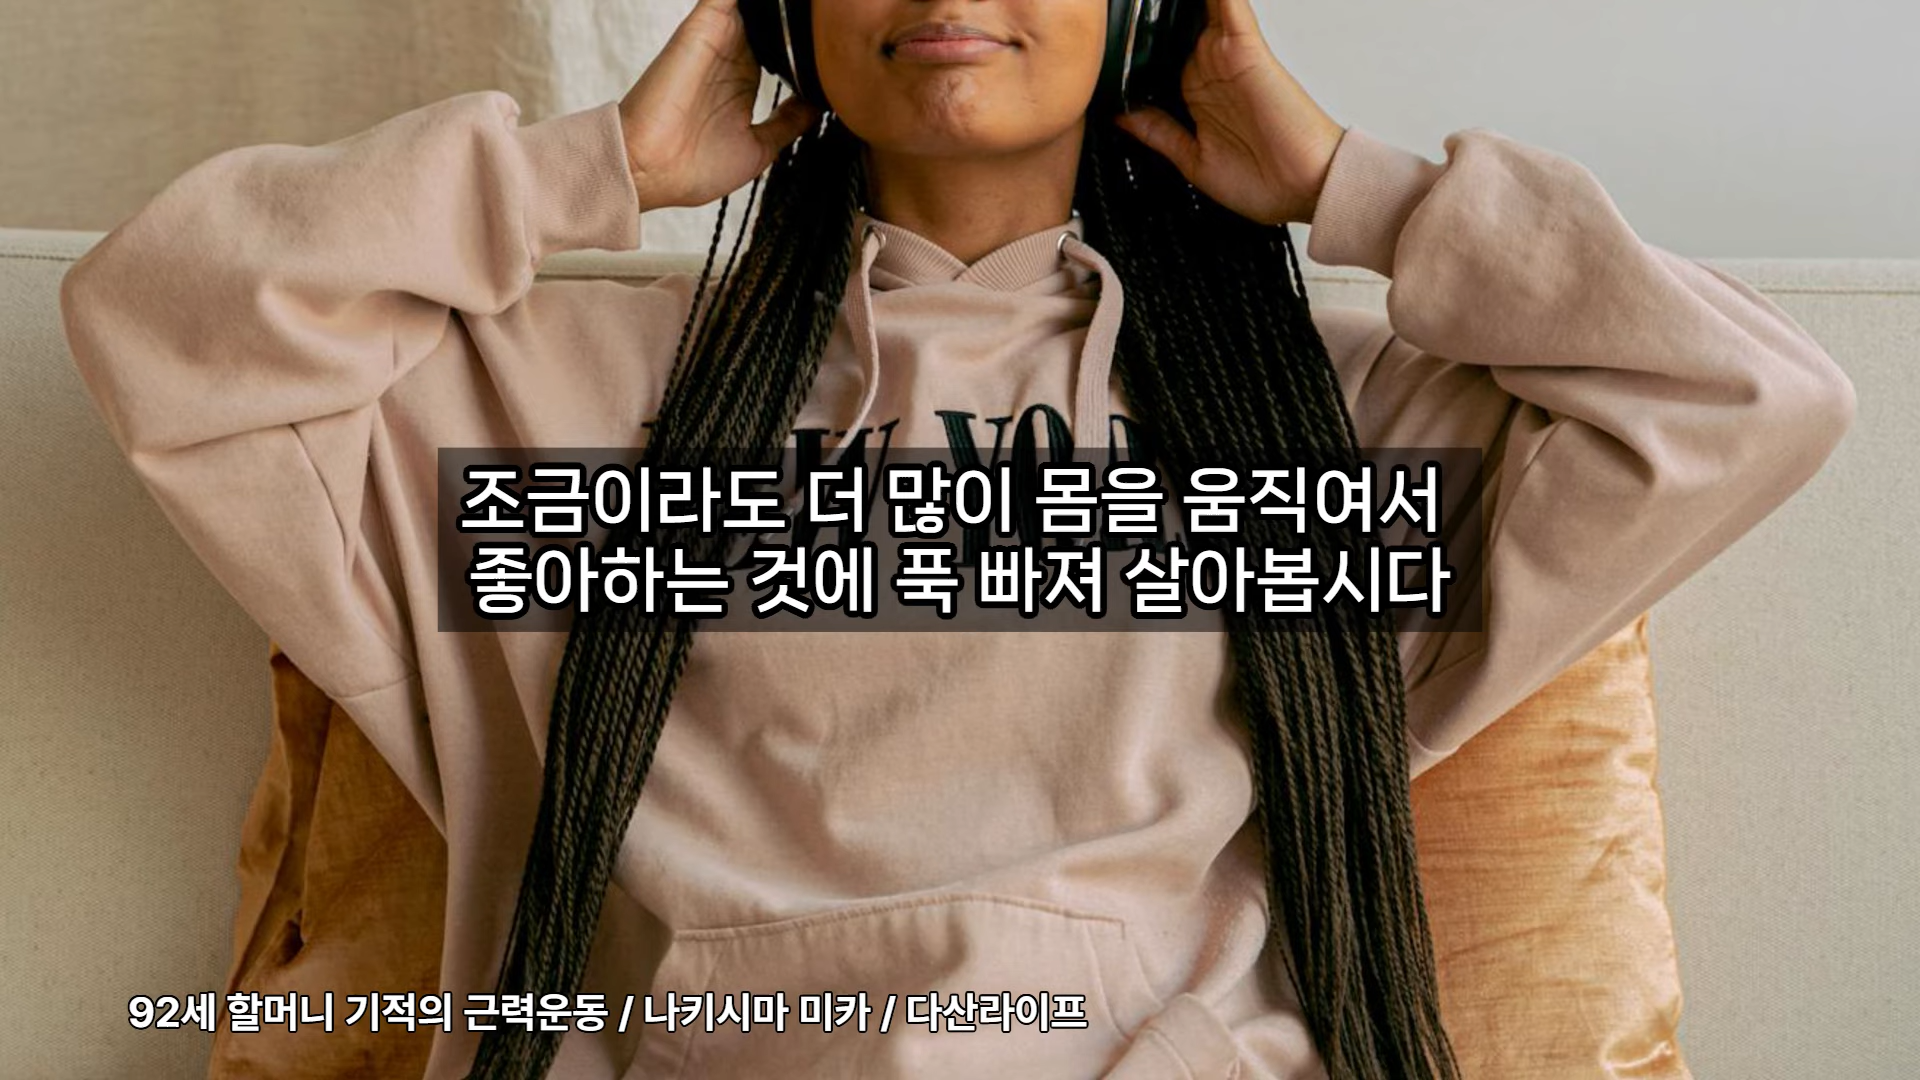 조금이라도 더 많이 몸을 움직여서
좋아하는 것에 푹 빠져 살아봅시다
92세 할머니 기적의 근력운동 / 나키시마 미카 / 다산라이프